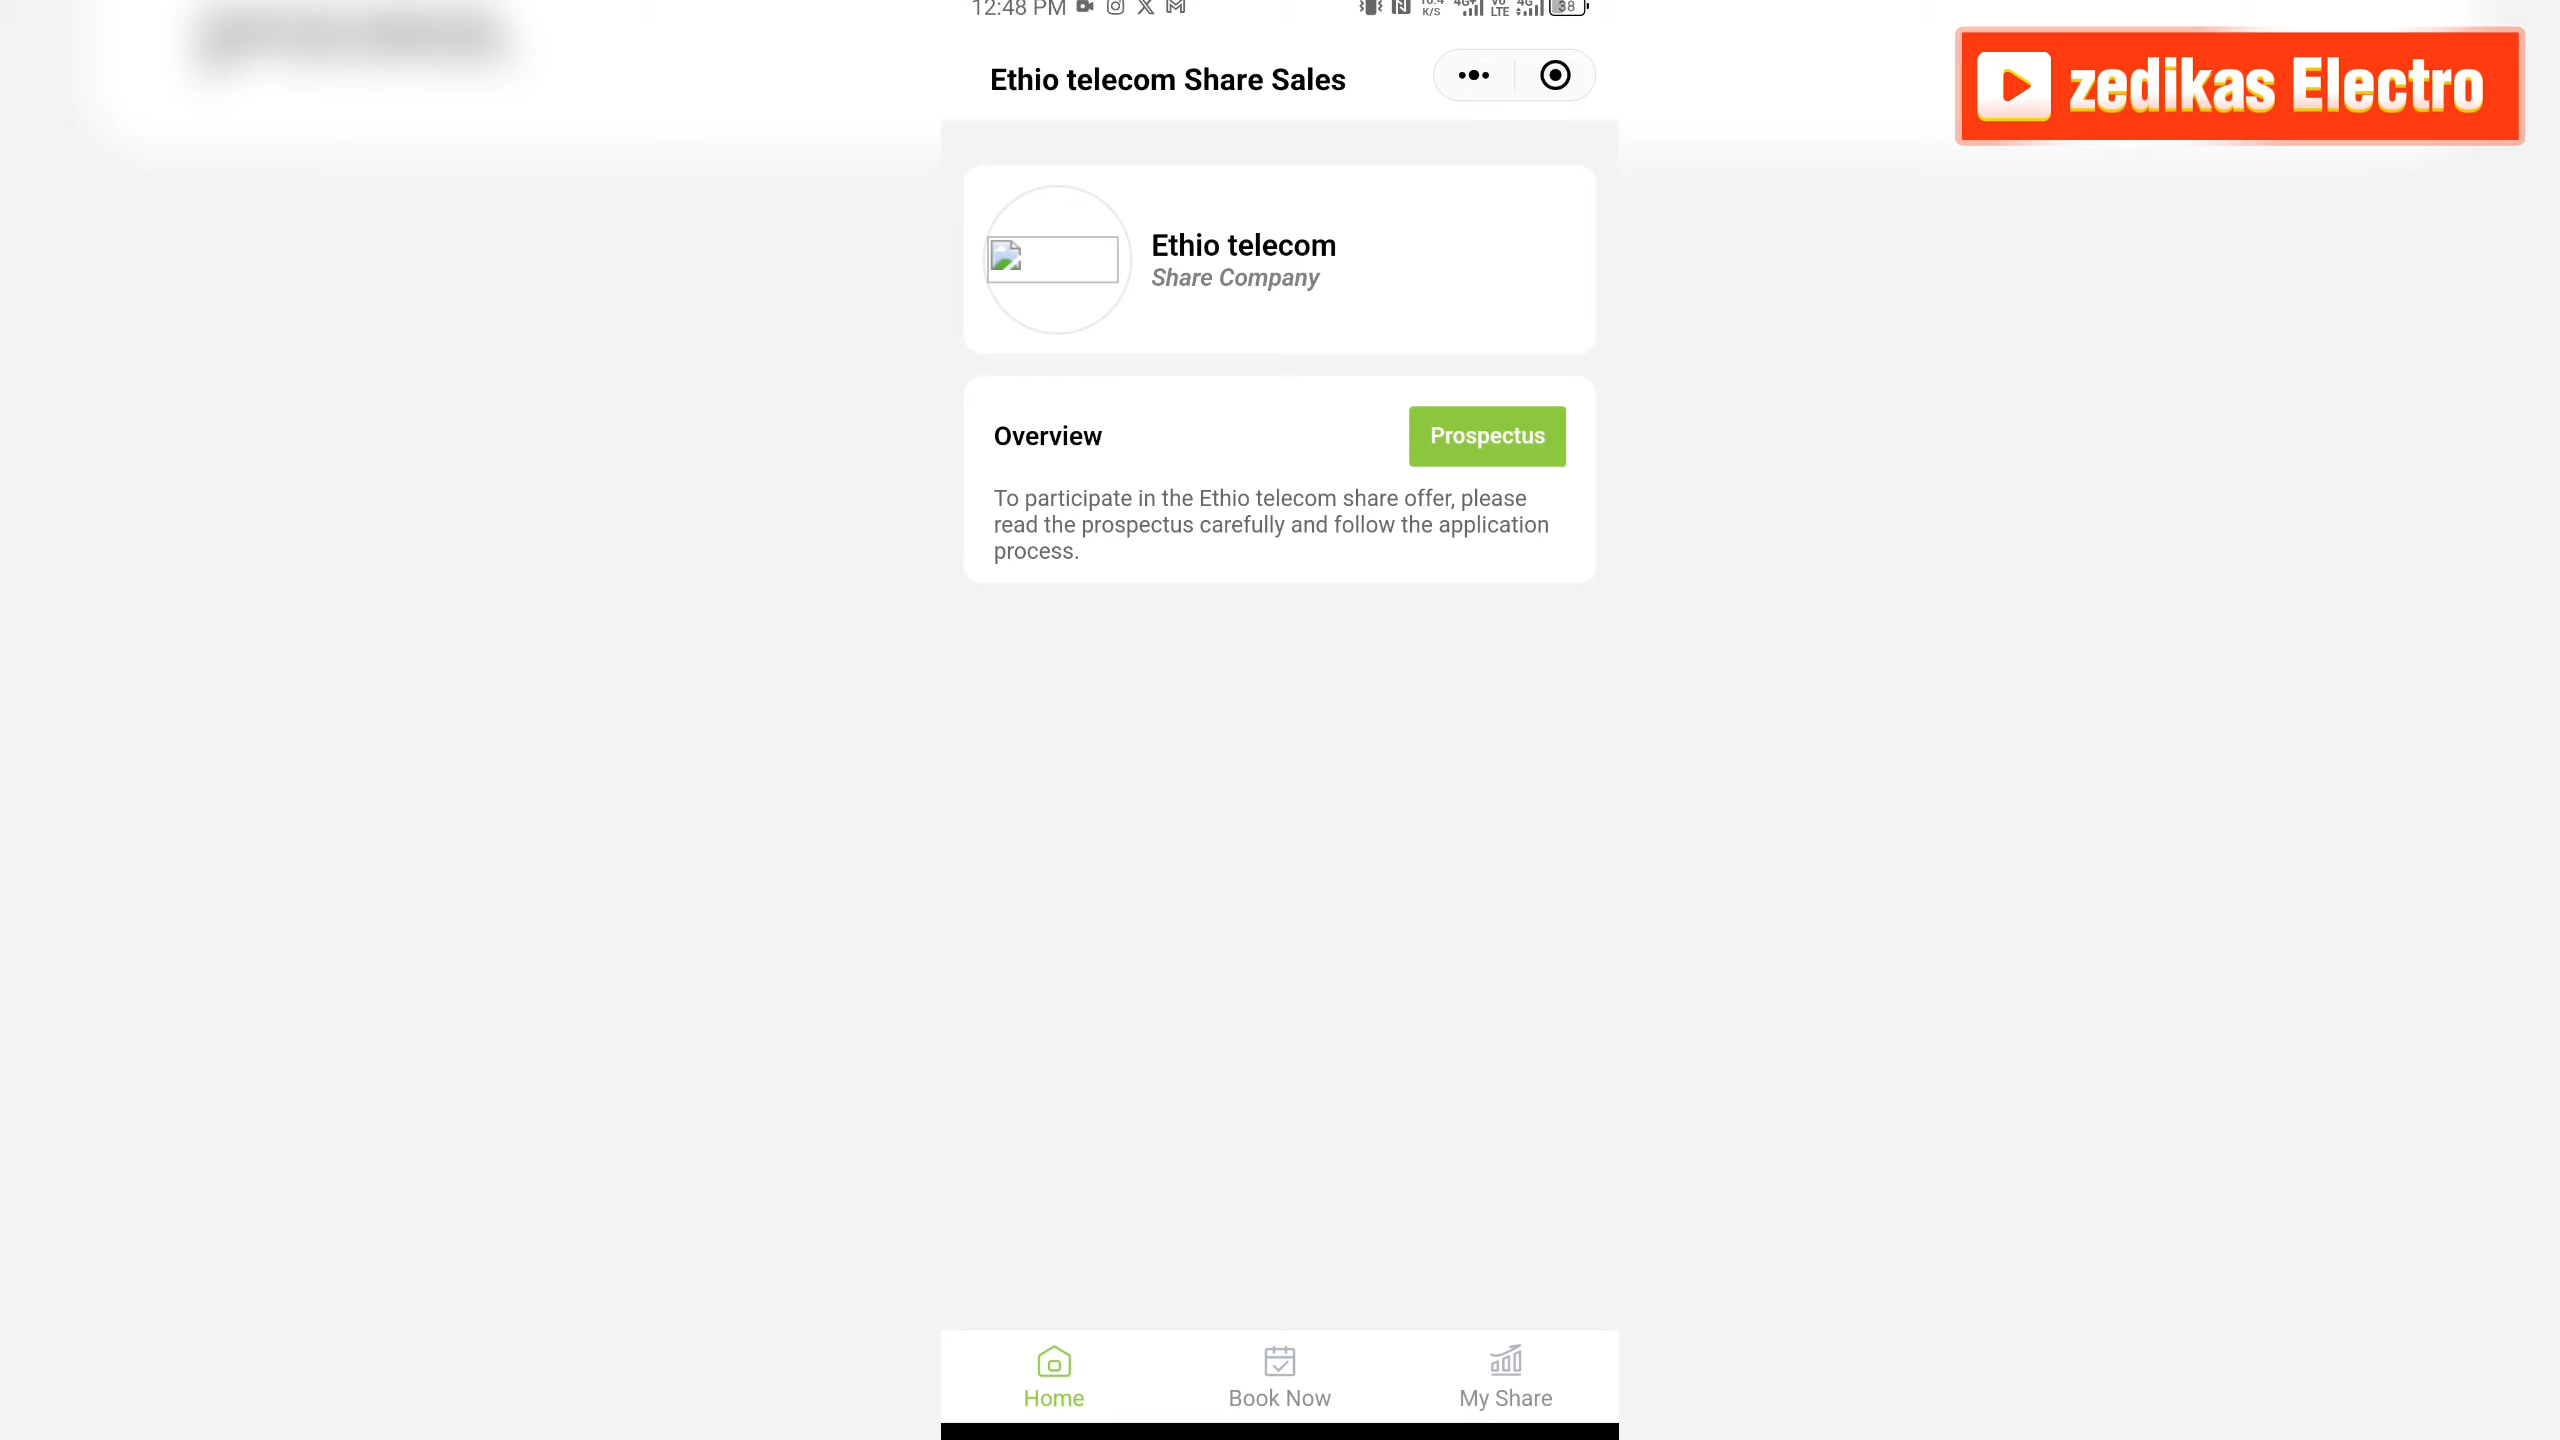 12:48 PM
K/S
LTE
38
Ethio telecom Share Sales
zedikas Electro
Ethio telecom
Share Company
Overview
Prospectus
To participate in the Ethio telecom share offer, please
read the prospectus carefully and follow the application
process.
Home
Book Now
My Share